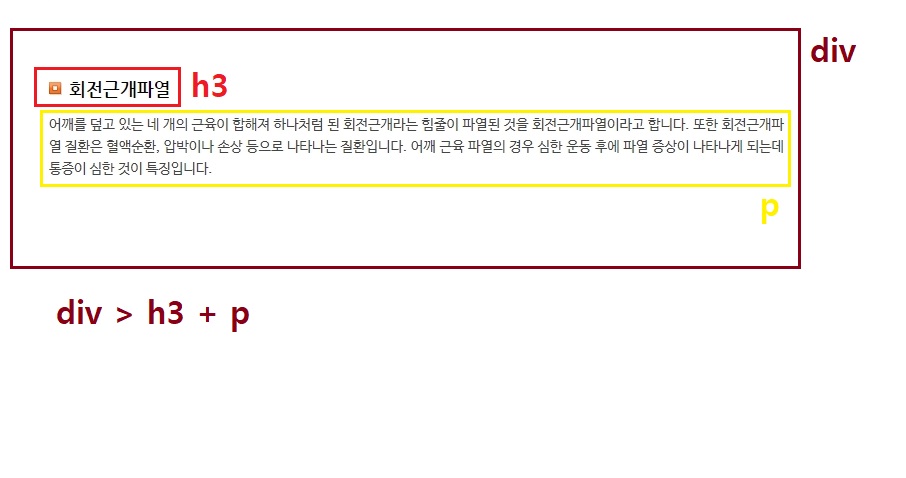 div
회전근개파열 h3
어깨를 덮고 있는 네 개의 근육이 합해져 하나처럼 된 회전근개라는 힘줄이 파열된 것을 회전근개파열이라고 합니다. 또한 회전근개파
열 질환은 혈액순환, 압박이나 손상 등으로 나타나는 질환입니다. 어깨 근육 파열의 경우 심한 운동 후에 파열 증상이 나타나게 되는데
통증이 심한 것이 특징입니다.
p
div > h3 + p